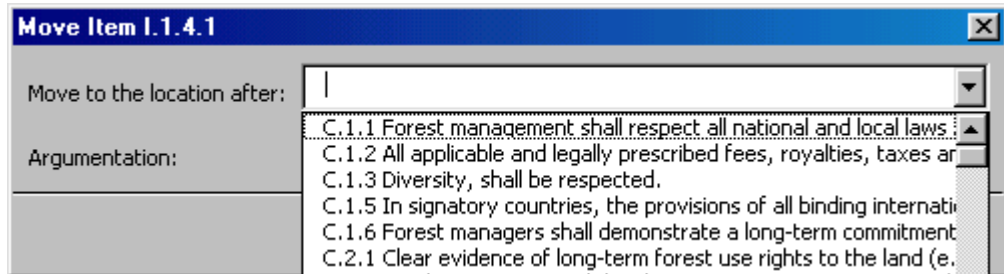 Move Item I.1.4.1
Move to the location after:
C.1.1 Forest management shall respect all national and local laws
C.1.2 All applicable and legally prescribed fees, royalties, taxes
Argumentation:
C.1.3 Diversity, shall be respected.
C.1.5 In signatory countries, the provisions of all binding
C.1.6 Forest managers shall demonstrate a long-term commitment
C.2.1 Clear evidence of long-term forest use rights to the land (e.